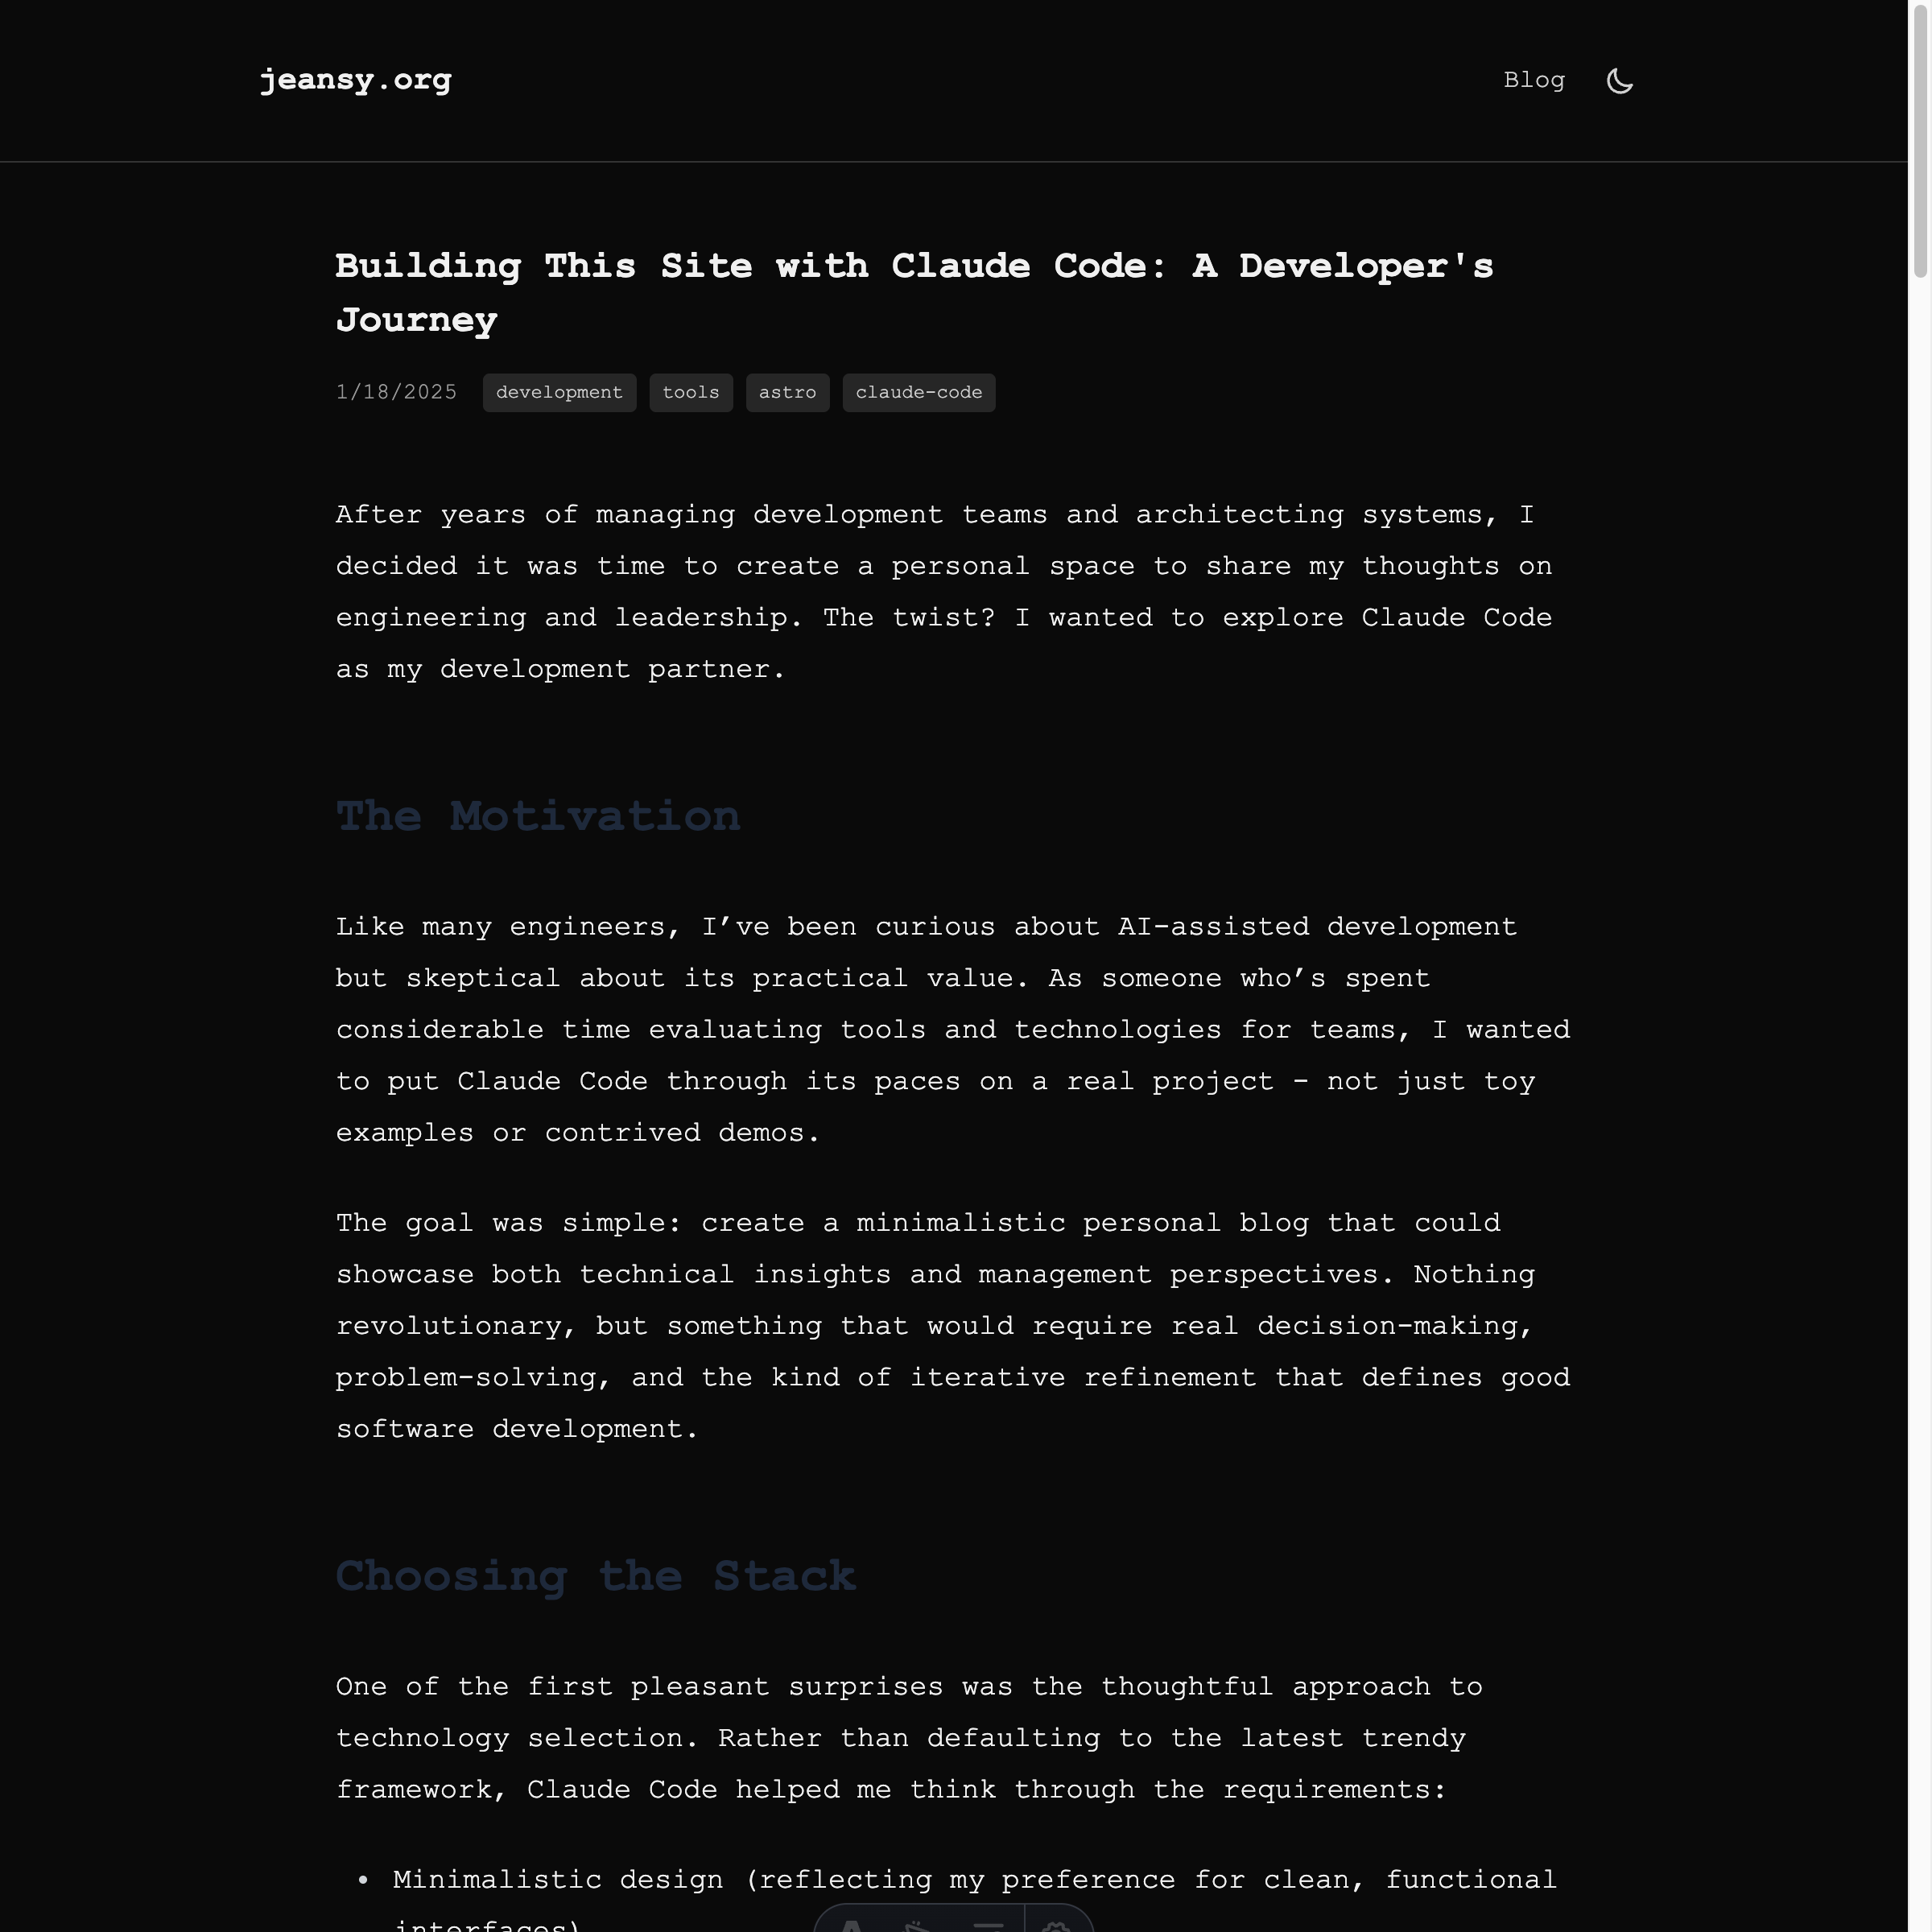 jeansy.org
Blog
Building This Site with Claude Code: A Developer's
Journey
1/18/2025 development tools astro claude-code
After years of managing development teams and architecting systems, I
decided it was time to create a personal space to share my thoughts on
engineering and leadership. The twist? I wanted to explore Claude Code
as my development partner.
The Motivation
Like many engineers, I’ve been curious about AI-assisted development
but skeptical about its practical value. As someone who’s spent
considerable time evaluating tools and technologies for teams, I wanted
to put Claude Code through its paces on a real project - not just toy
examples or contrived demos.
The goal was simple: create a minimalistic personal blog that could
showcase both technical insights and management perspectives. Nothing
revolutionary, but something that would require real decision-making,
problem-solving, and the kind of iterative refinement that defines good
software development.
Choosing the Stack
One of the first pleasant surprises was the thoughtful approach to
technology selection. Rather than defaulting to the latest trendy
framework, Claude Code helped me think through the requirements:
• Minimalistic design (reflecting my preference for clean, functional
interfaces)